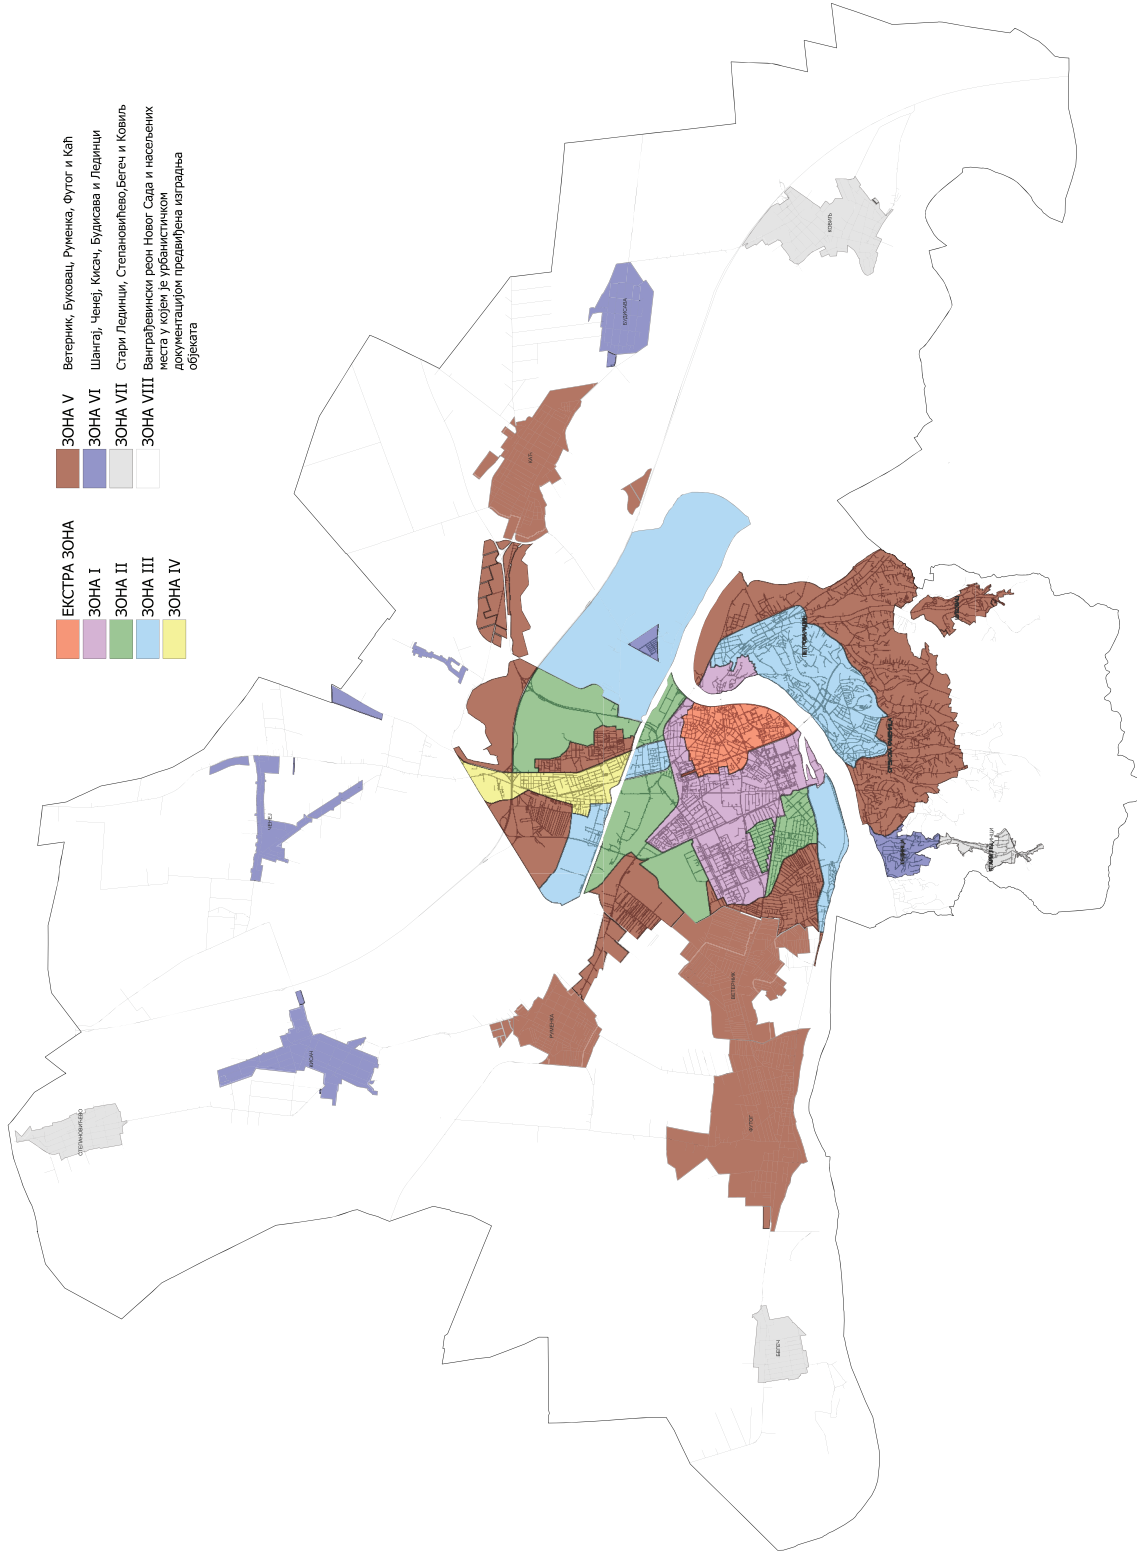 ЕКСТРА ЗОНА
ЗОНА I
ЗОНА II
ЗОНА III
ЗОНА IV
ЗОНА V Ветерник, Буковац, Руменка, Футог и Каћ
ЗОНА VI Шангај, Ченеј, Кисач, Будисава и Лединци
ЗОНА VII Стари Лединци, Степановићево,Бегеч и Ковиљ
ЗОНА VIII Ванграђевински реон Новог Сада и насељених
места у којем је урбанистичком
документацијом предвиђена изградња
објеката
СТЕПАНОВИЋЕВО
КИСАЧ
ЧЕНЕЈ
РУМЕНКА
КАЋ
БУДИСАВА
КОВИЉ
ВЕТЕРНИК
ФУТОГ
БЕГЕЧ